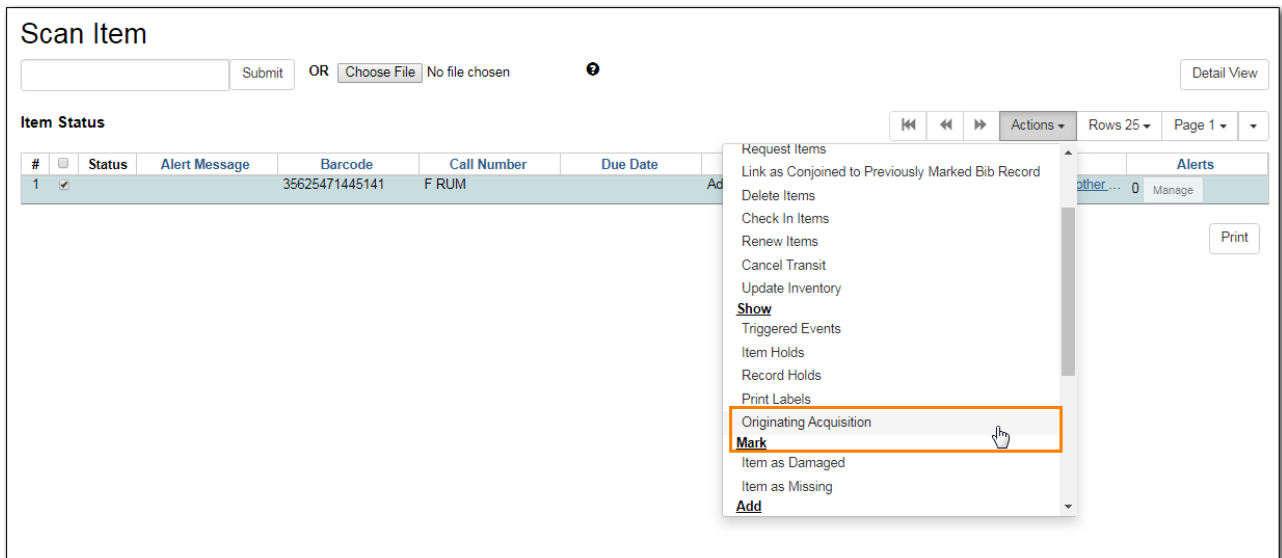 Scan Item
Submit OR Choose File No file chosen Detail View
Item Status Actions Rows 25 Page 1
# Status Alert Message Barcode Call Number Due Date Alerts
1 35625471445141 F RUM Ad other ... 0 Manage
Print
Request Items
Link as Conjoined to Previously Marked Bib Record
Delete Items
Check In Items
Renew Items
Cancel Transit
Update Inventory
Show
Triggered Events
Item Holds
Record Holds
Print Labels
Originating Acquisition
Mark
Item as Damaged
Item as Missing
Add